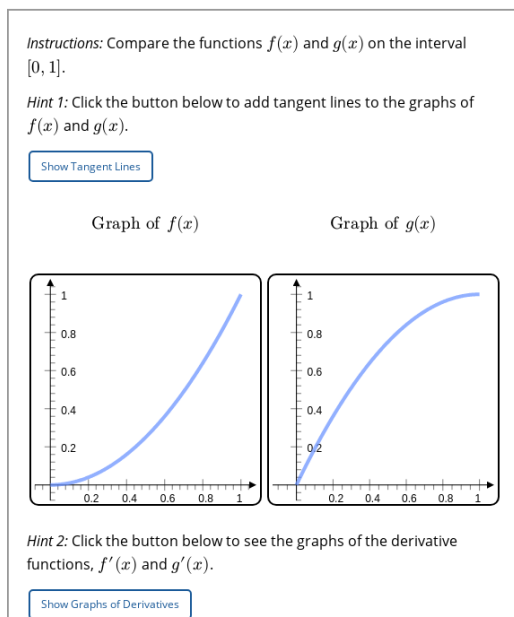 Instructions: Compare the functions f(x) and g(x) on the interval
[0, 1].
Hint 1: Click the button below to add tangent lines to the graphs of
f(x) and g(x).
Show Tangent Lines
Graph of f(x)
Graph of g(x)
1
0.8
0.6
0.4
0.2
0.2 0.4 0.6 0.8 1
1
0.8
0.6
0.4
0.2
0.2 0.4 0.6 0.8 1
Hint 2: Click the button below to see the graphs of the derivative
functions, f′(x) and g′(x).
Show Graphs of Derivatives